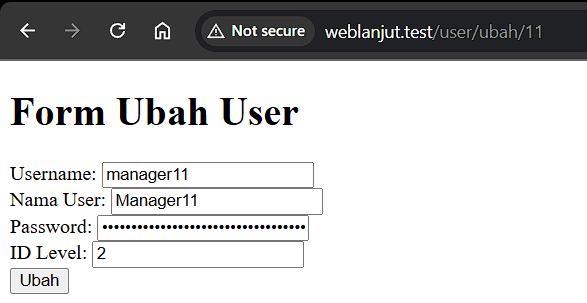 Not secure weblanjut.test/user/ubah/11
Form Ubah User
Username: manager11
Nama User: Manager11
Password: ••••••••••••••••••••••••••••••••••••
ID Level: 2
Ubah